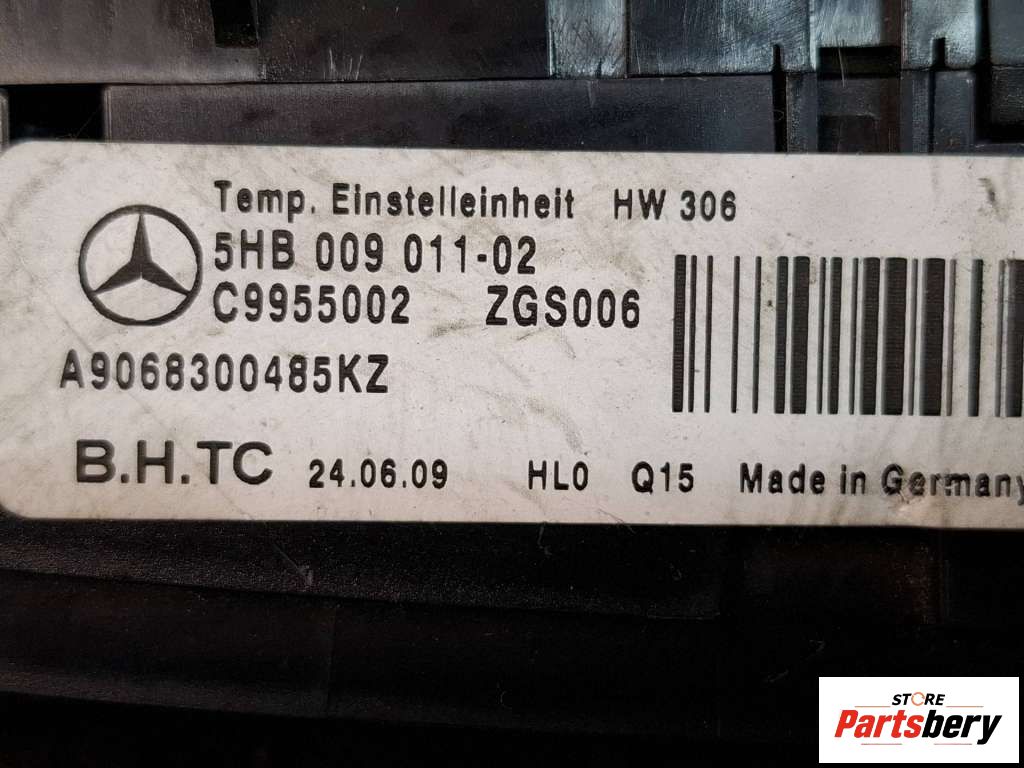 Temp. Einstelleinheit HW 306
5HB 009 011-02
C9955002 ZGS006
A9068300485KZ
B.H.TC 24.06.09 HL0 Q15 Made in Germany
STORE
Partsbery